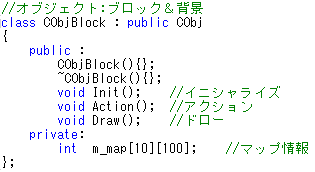 //オブジェクト:ブロック&背景
class CObjBlock : public CObj
{
    public :
        CObjBlock(){};
        ~CObjBlock(){};
        void Init();    //イニシャライズ
        void Action();  //アクション
        void Draw();    //ドロー
    private:
        int  m_map[10][100];    //マップ情報
};